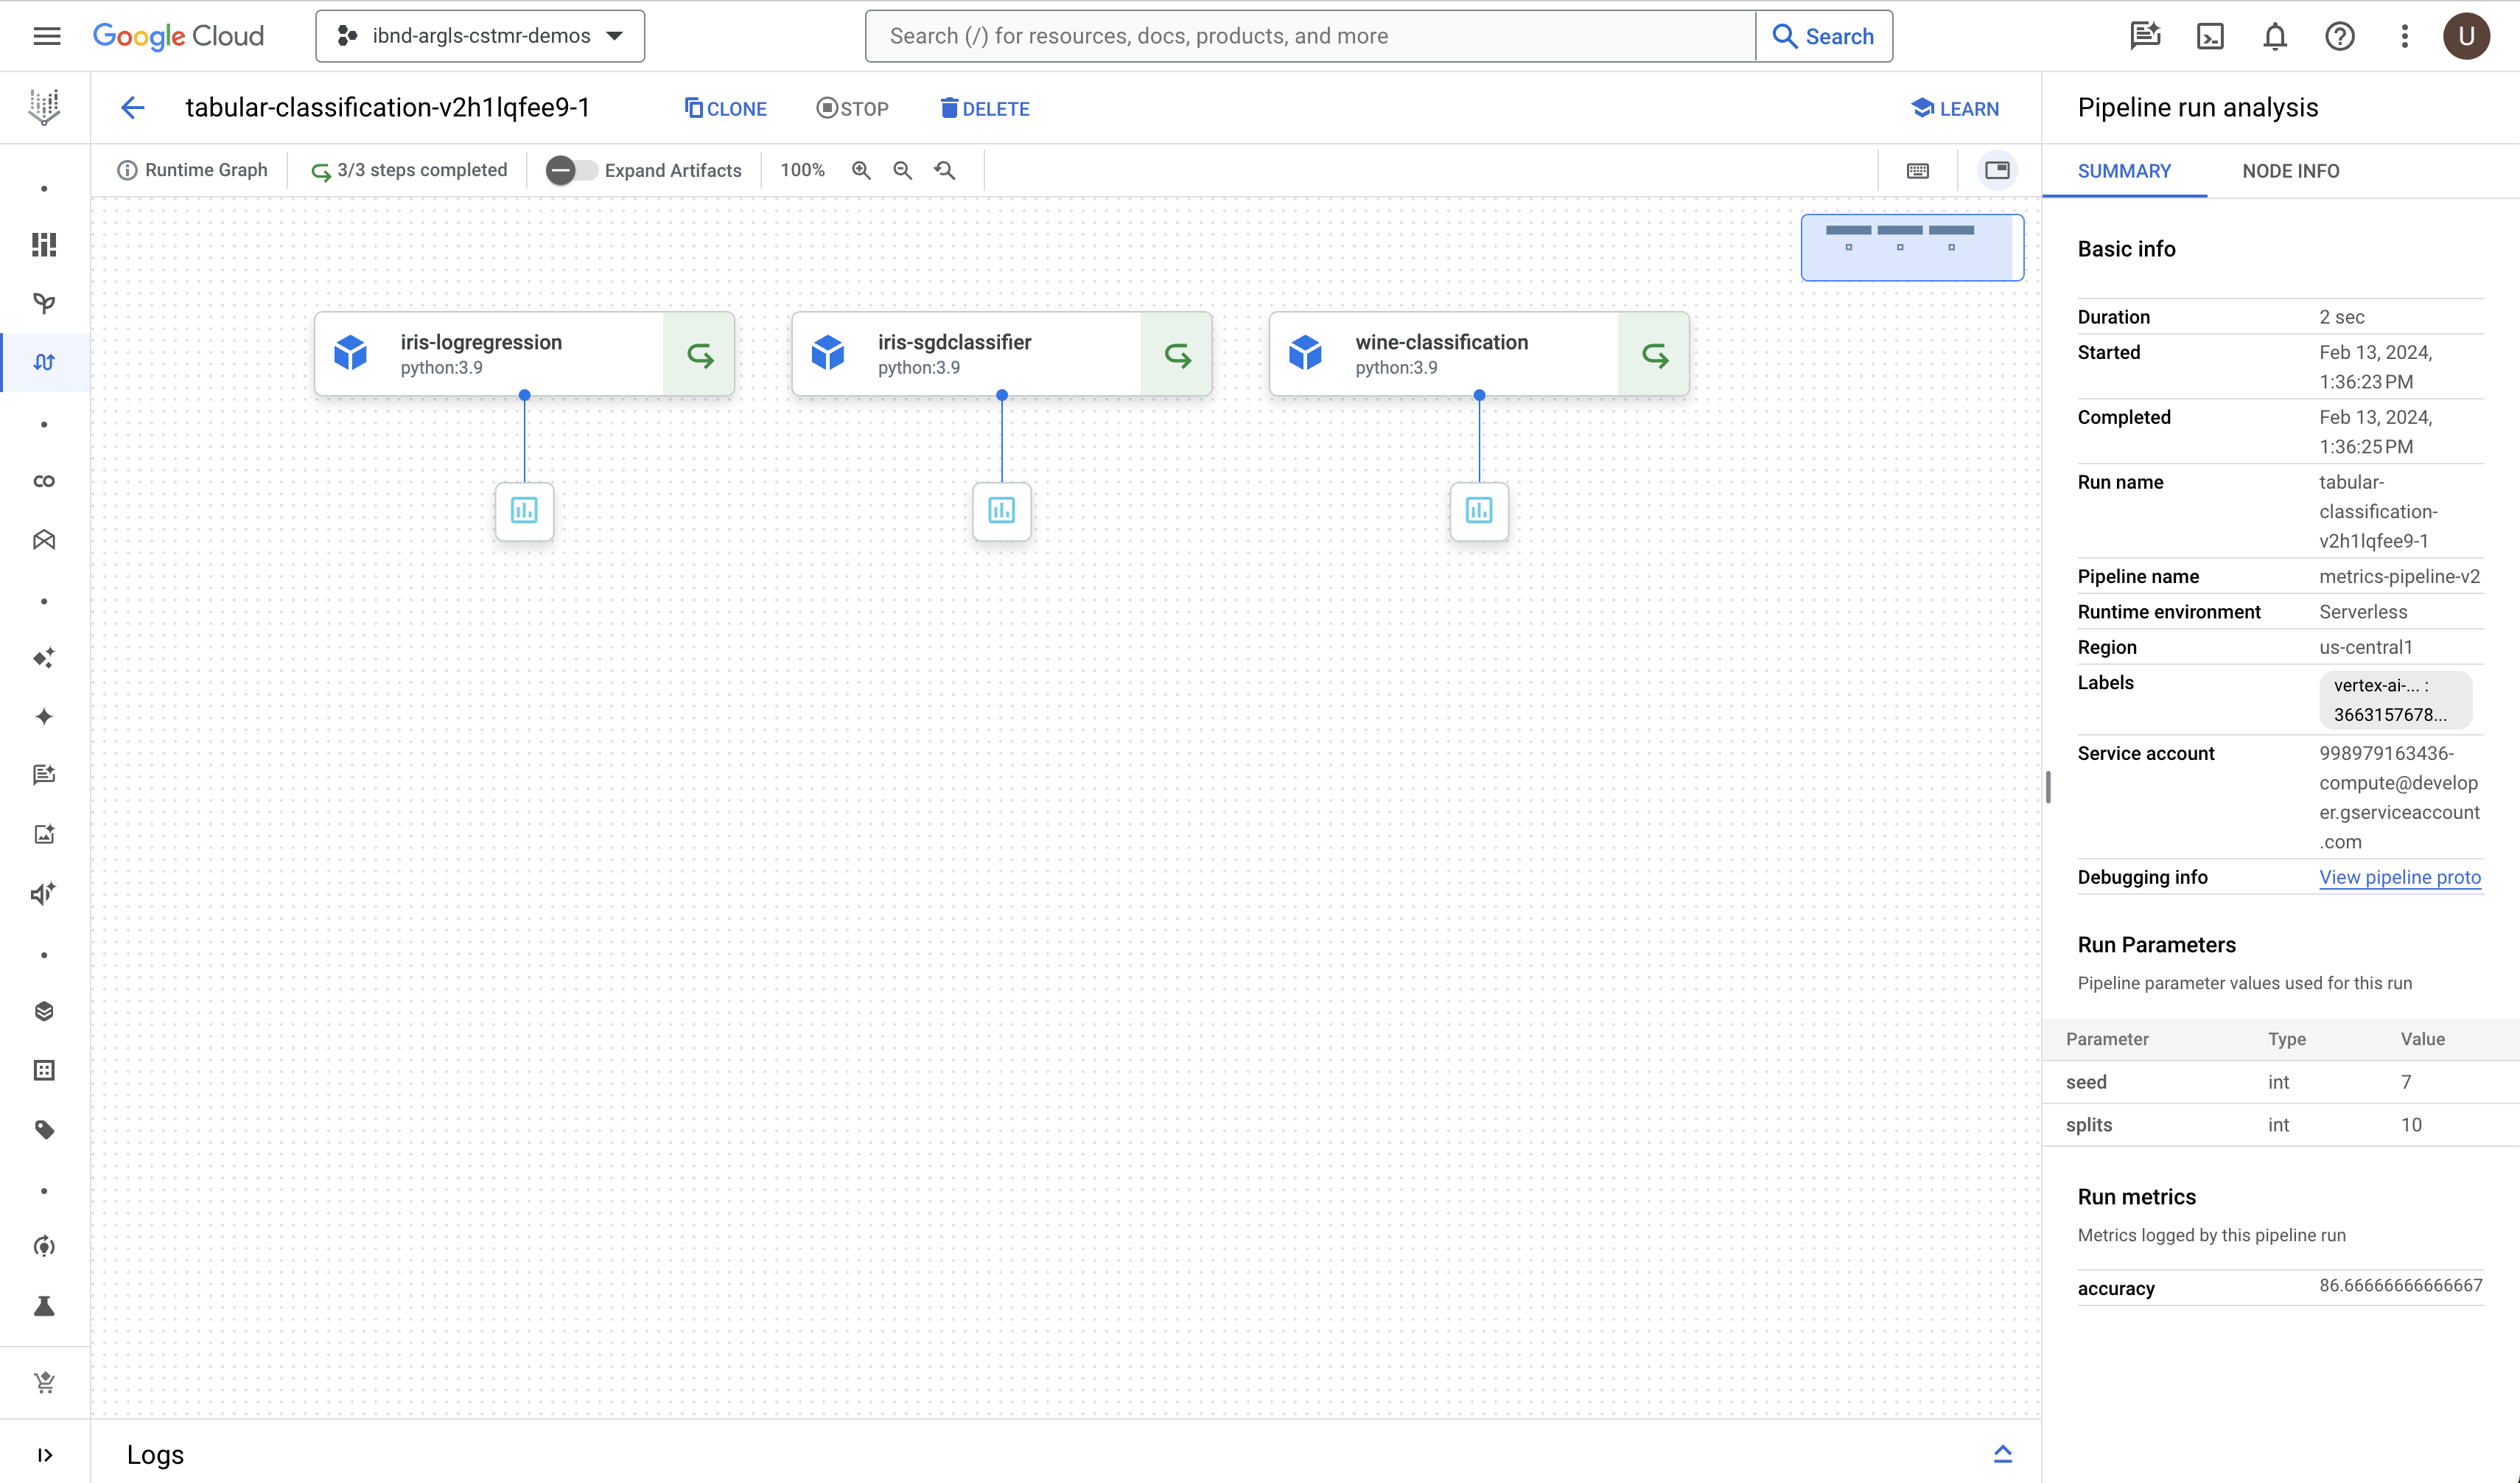 Google Cloud
ibnd-argls-cstmr-demos
Search (/) for resources, docs, products, and more
Search
U
tabular-classification-v2h1lqfee9-1
CLONE
STOP
DELETE
LEARN
Runtime Graph
3/3 steps completed
Expand Artifacts
100%
iris-logregression
python:3.9
iris-sgdclassifier
python:3.9
wine-classification
python:3.9
Logs
Pipeline run analysis
SUMMARY
NODE INFO
Basic info
Duration
2 sec
Started
Feb 13, 2024,
1:36:23 PM
Completed
Feb 13, 2024,
1:36:25 PM
Run name
tabular-
classification-
v2h1lqfee9-1
Pipeline name
metrics-pipeline-v2
Runtime environment
Serverless
Region
us-central1
Labels
vertex-ai-... :
3663157678...
Service account
998979163436-
compute@develop
er.gserviceaccount
.com
Debugging info
View pipeline proto
Run Parameters
Pipeline parameter values used for this run
Parameter Type Value
seed int 7
splits int 10
Run metrics
Metrics logged by this pipeline run
accuracy
86.66666666666667